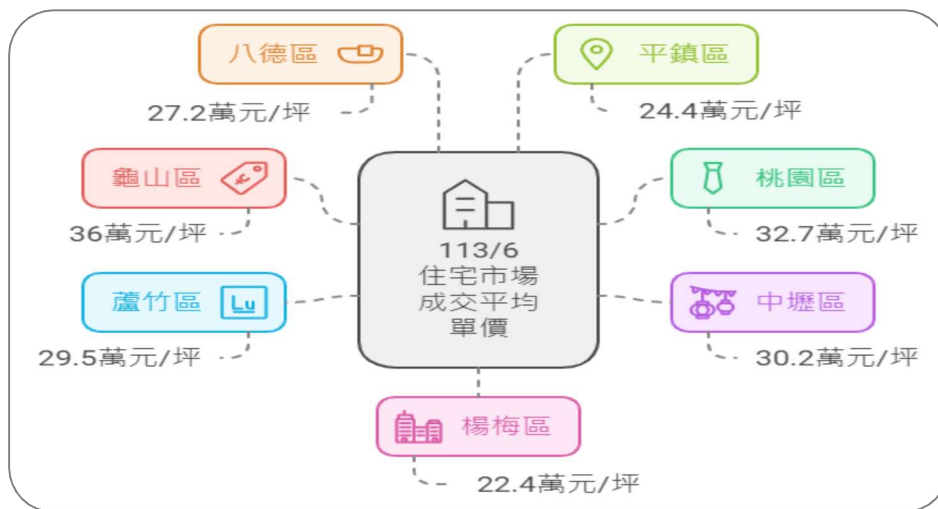 八德區
平鎮區
27.2萬元/坪
24.4萬元/坪
龜山區
桃園區
36萬元/坪
32.7萬元/坪
113/6
住宅市場
成交平均
單價
蘆竹區
Lu
中壢區
29.5萬元/坪
30.2萬元/坪
楊梅區
22.4萬元/坪